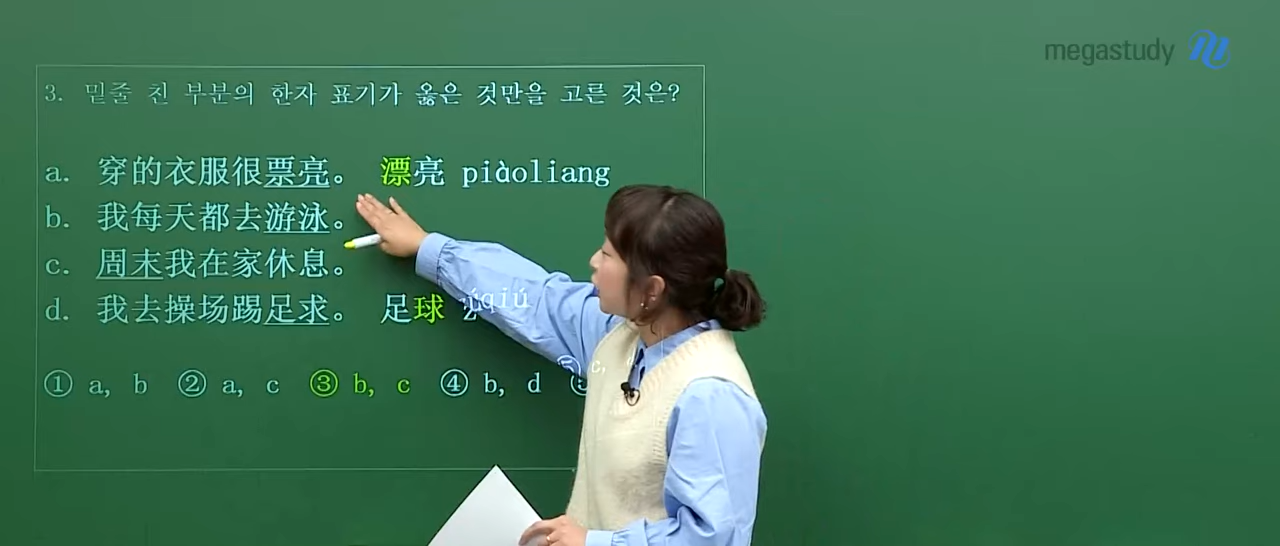 megastudy
3. 밑줄 친 부분의 한자 표기가 옳은 것만을 고른 것은?
a. 穿的衣服很票亮。 漂亮 piàoliang
b. 我每天都去游泳。
c. 周末我在家休息。
d. 我去操场踢足求。 足球 zúqiú
① a, b ② a, c ③ b, c ④ b, d ⑤ c,